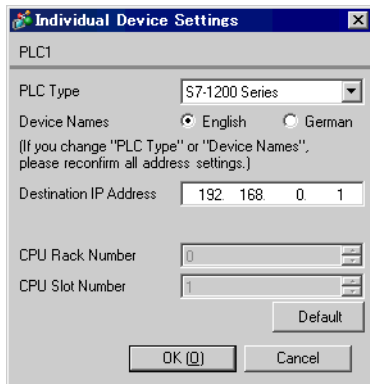 Individual Device Settings
PLC1
PLC Type S7-1200 Series
Device Names English German
(If you change "PLC Type" or "Device Names",
please reconfirm all address settings.)
Destination IP Address 192. 168. 0. 1
CPU Rack Number 0
CPU Slot Number 1
Default
OK (O) Cancel